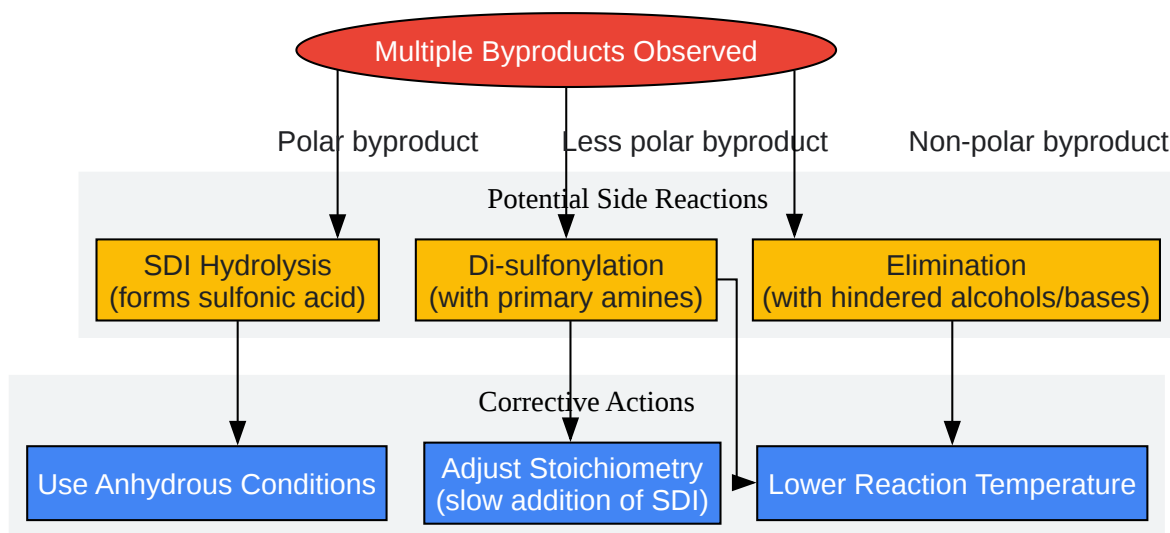 Multiple Byproducts Observed
Polar byproduct
Less polar byproduct
Non-polar byproduct
Potential Side Reactions
SDI Hydrolysis
(forms sulfonic acid)
Di-sulfonylation
(with primary amines)
Elimination
(with hindered alcohols/bases)
Corrective Actions
Use Anhydrous Conditions
Adjust Stoichiometry
(slow addition of SDI)
Lower Reaction Temperature